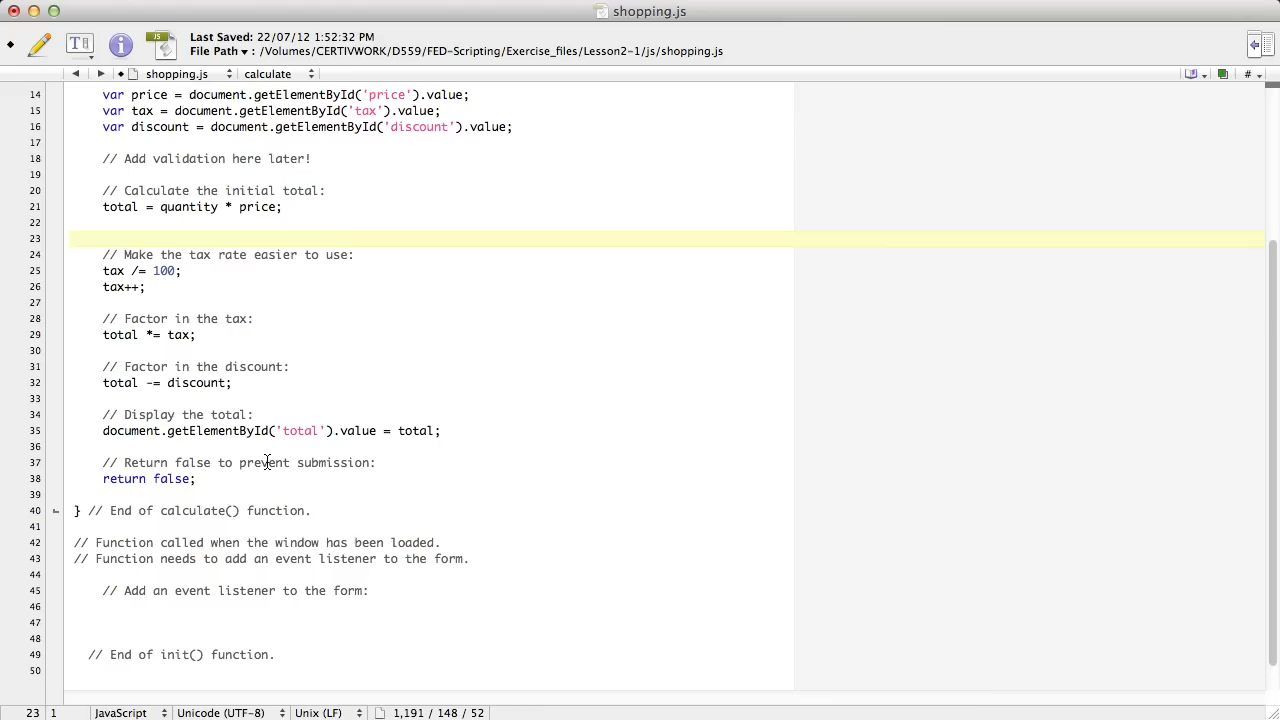 shopping.js
Last Saved: 22/07/12 1:52:32 PM
File Path ▾ : /Volumes/CERTIVWORK/D559/FED-Scripting/Exercise_files/Lesson2-1/js/shopping.js
shopping.js calculate #
14 var price = document.getElementById('price').value;
15 var tax = document.getElementById('tax').value;
16 var discount = document.getElementById('discount').value;
17
18 // Add validation here later!
19
20 // Calculate the initial total:
21 total = quantity * price;
22
23
24 // Make the tax rate easier to use:
25 tax /= 100;
26 tax++;
27
28 // Factor in the tax:
29 total *= tax;
30
31 // Factor in the discount:
32 total -= discount;
33
34 // Display the total:
35 document.getElementById('total').value = total;
36
37 // Return false to prevent submission:
38 return false;
39
40 } // End of calculate() function.
41
42 // Function called when the window has been loaded.
43 // Function needs to add an event listener to the form.
44
45 // Add an event listener to the form:
46
47
48
49 // End of init() function.
50
23 1 JavaScript Unicode (UTF-8) Unix (LF) 1,191 / 148 / 52